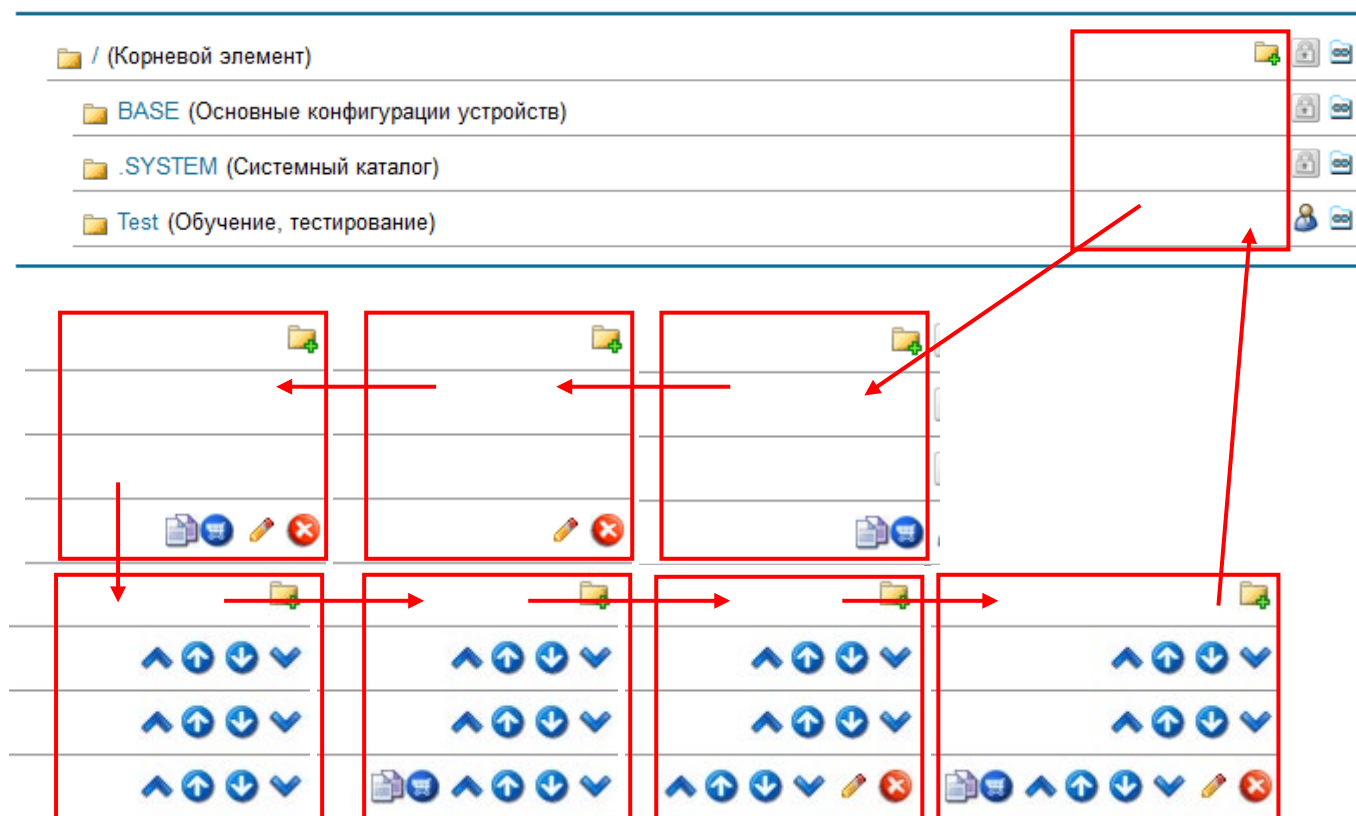 / (Корневой элемент)
BASE (Основные конфигурации устройств)
.SYSTEM (Системный каталог)
Test (Обучение, тестирование)